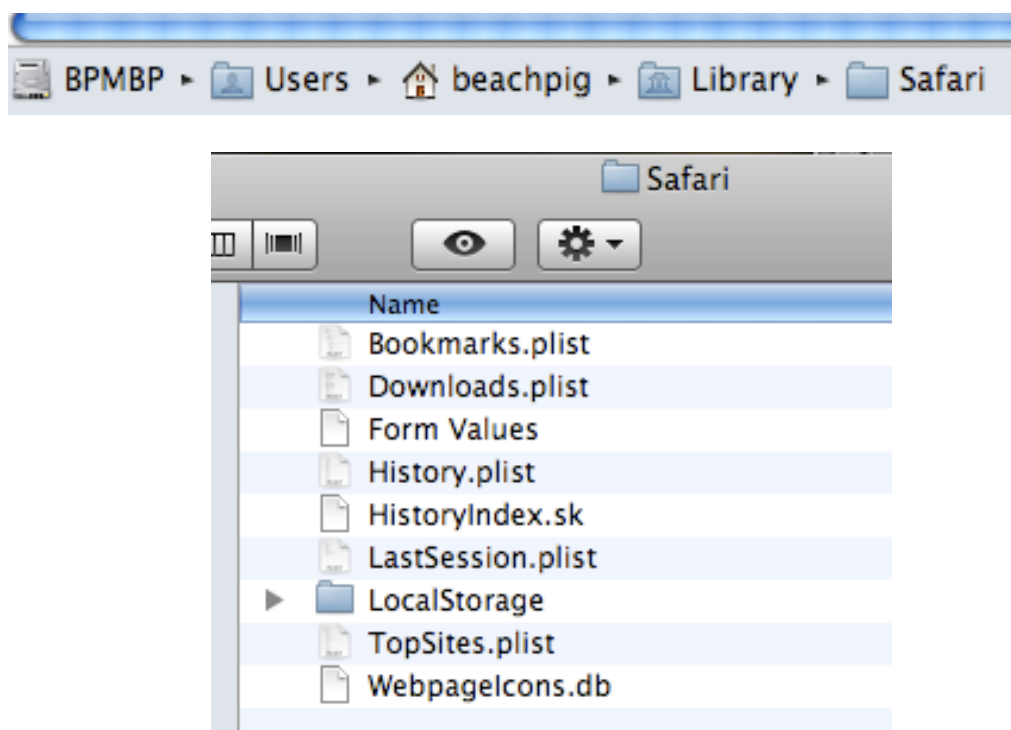 BPMBP ▸ Users ▸ beachpig ▸ Library ▸ Safari
Safari
Name
Bookmarks.plist
Downloads.plist
Form Values
History.plist
HistoryIndex.sk
LastSession.plist
LocalStorage
TopSites.plist
WebpageIcons.db